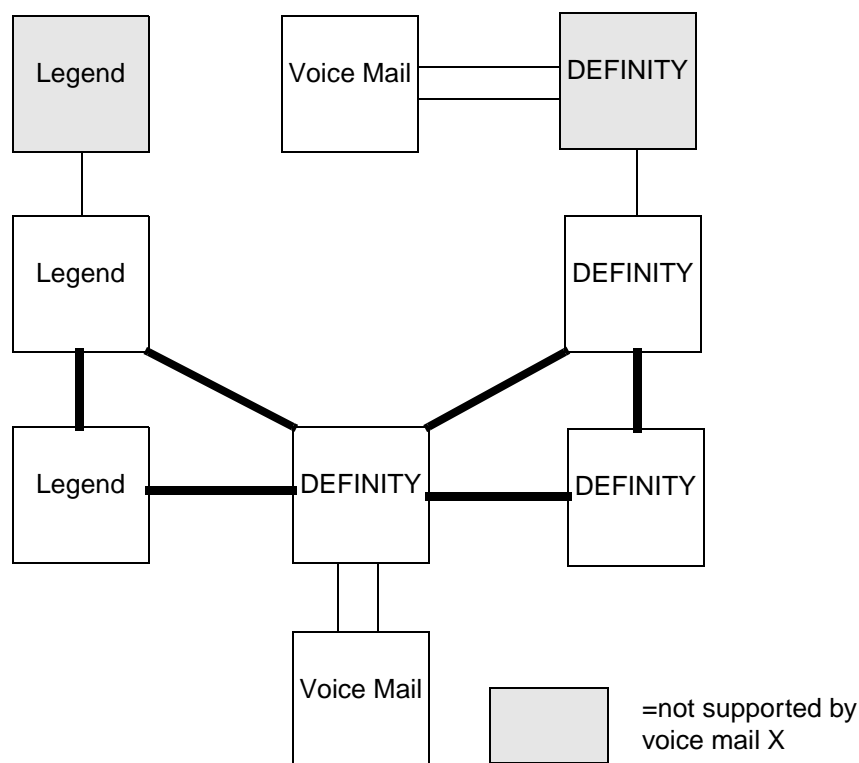 Legend
Voice Mail
DEFINITY
Legend
DEFINITY
Legend
DEFINITY
DEFINITY
Voice Mail
=not supported by
voice mail X